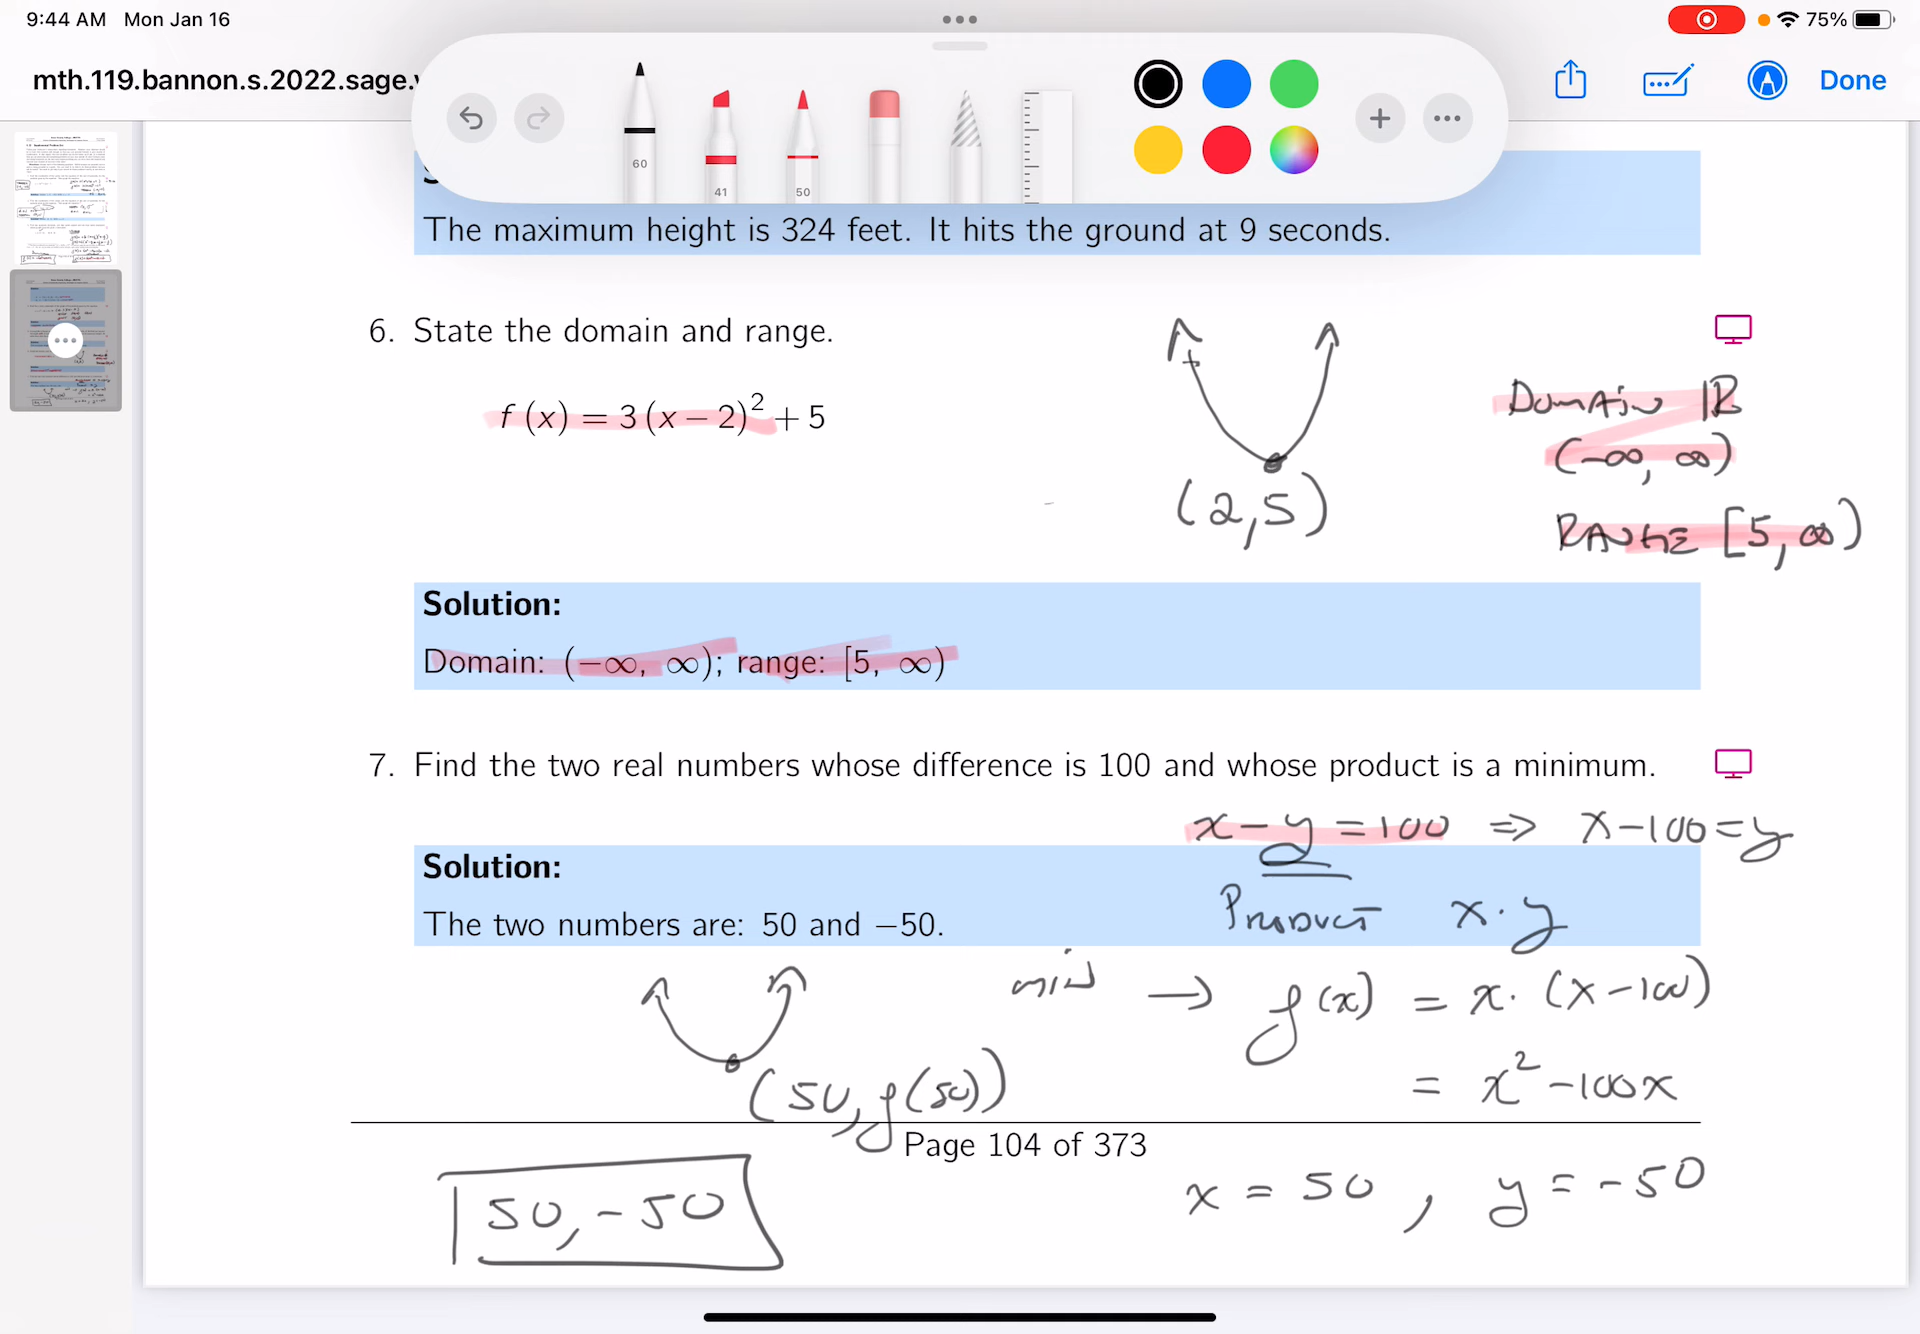 9:44 AM Mon Jan 16
75%
mth.119.bannon.s.2022.sage.
Done
60
41
50
The maximum height is 324 feet. It hits the ground at 9 seconds.
6. State the domain and range.
f (x) = 3 (x − 2)² + 5
(2,5)
Domain ℝ
(-∞, ∞)
RANGE [5, ∞)
Solution:
Domain: (−∞, ∞); range: [5, ∞)
7. Find the two real numbers whose difference is 100 and whose product is a minimum.
x - y = 100 ⇒ x - 100 = y
Solution:
The two numbers are: 50 and −50.
Product x · y
min → f(x) = x · (x - 100)
(50, f(50))
= x² - 100x
Page 104 of 373
50, -50
x = 50 , y = -50